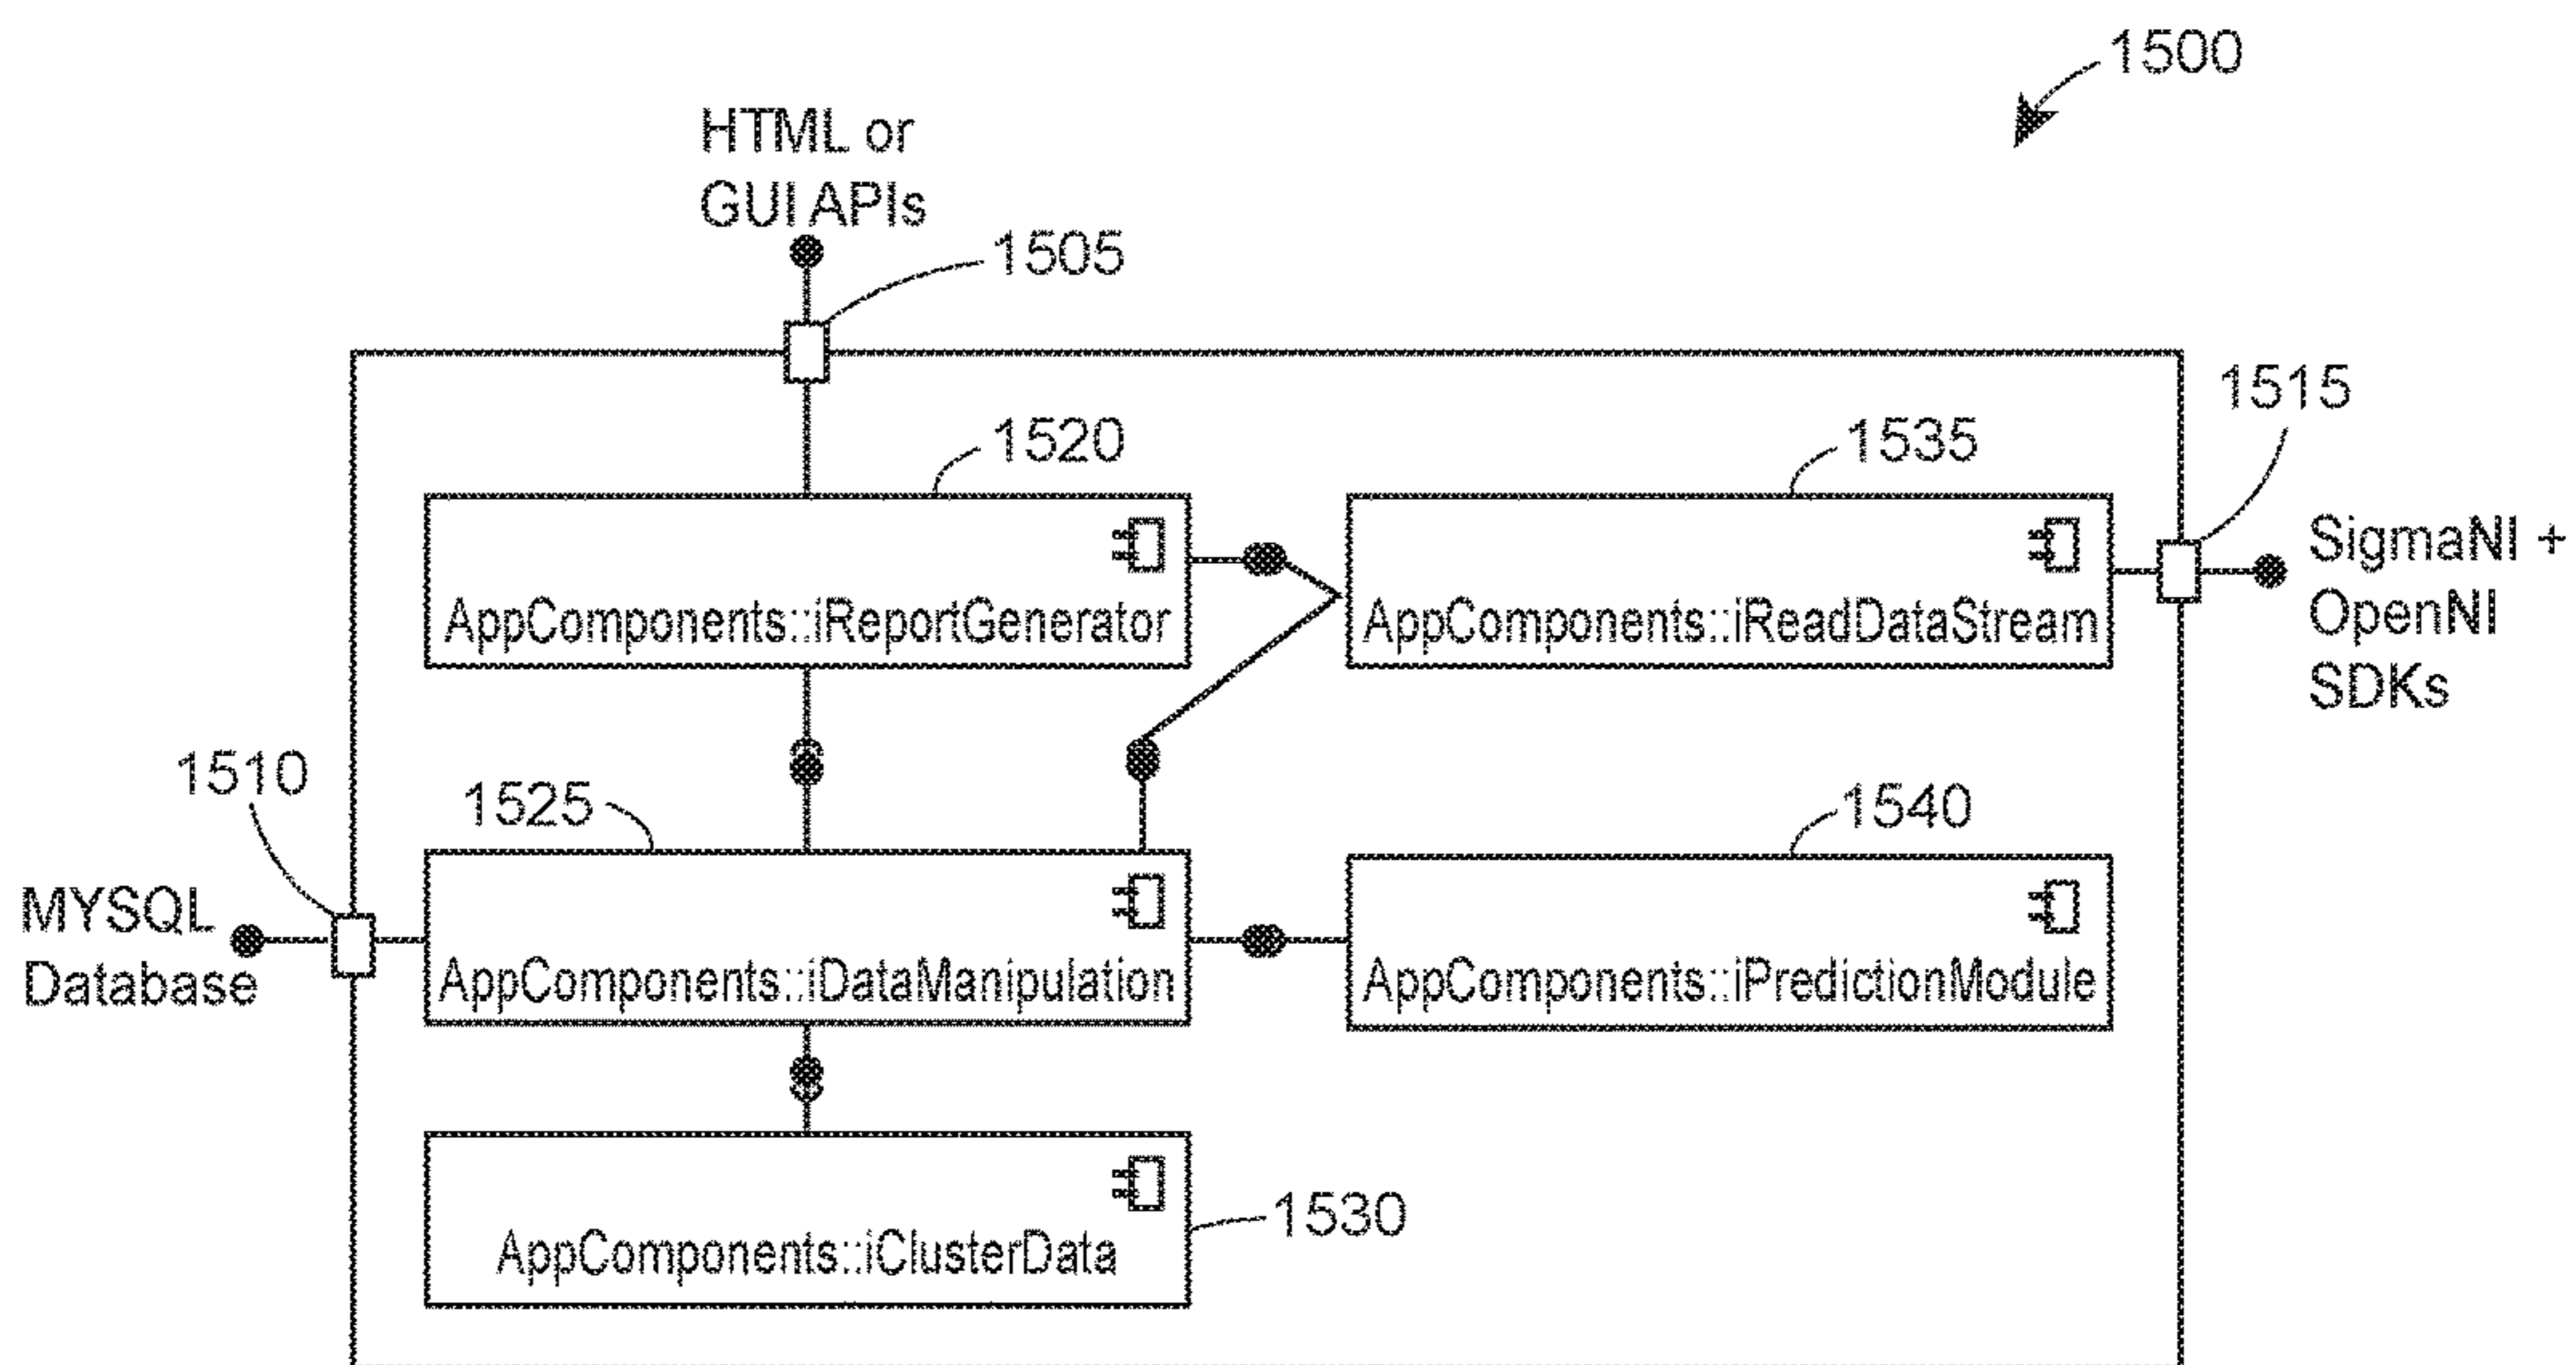 1500
HTML or
GUI APIs
1505
1515
1520
1535
SigmaNI +
OpenNI
SDKs
AppComponents::iReportGenerator
AppComponents::iReadDataStream
1510
1525
1540
MYSQL
Database
AppComponents::iDataManipulation
AppComponents::iPredictionModule
1530
AppComponents::iClusterData